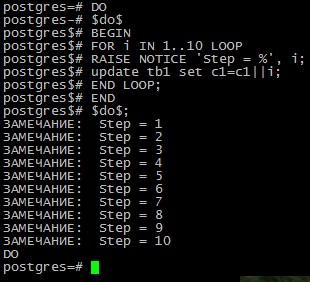 postgres=# DO
postgres-# $do$
postgres$# BEGIN
postgres$# FOR i IN 1..10 LOOP
postgres$# RAISE NOTICE 'Step = %', i;
postgres$# update tb1 set c1=c1||i;
postgres$# END LOOP;
postgres$# END
postgres$# $do$;
ЗАМЕЧАНИЕ:  Step = 1
ЗАМЕЧАНИЕ:  Step = 2
ЗАМЕЧАНИЕ:  Step = 3
ЗАМЕЧАНИЕ:  Step = 4
ЗАМЕЧАНИЕ:  Step = 5
ЗАМЕЧАНИЕ:  Step = 6
ЗАМЕЧАНИЕ:  Step = 7
ЗАМЕЧАНИЕ:  Step = 8
ЗАМЕЧАНИЕ:  Step = 9
ЗАМЕЧАНИЕ:  Step = 10
DO
postgres=#